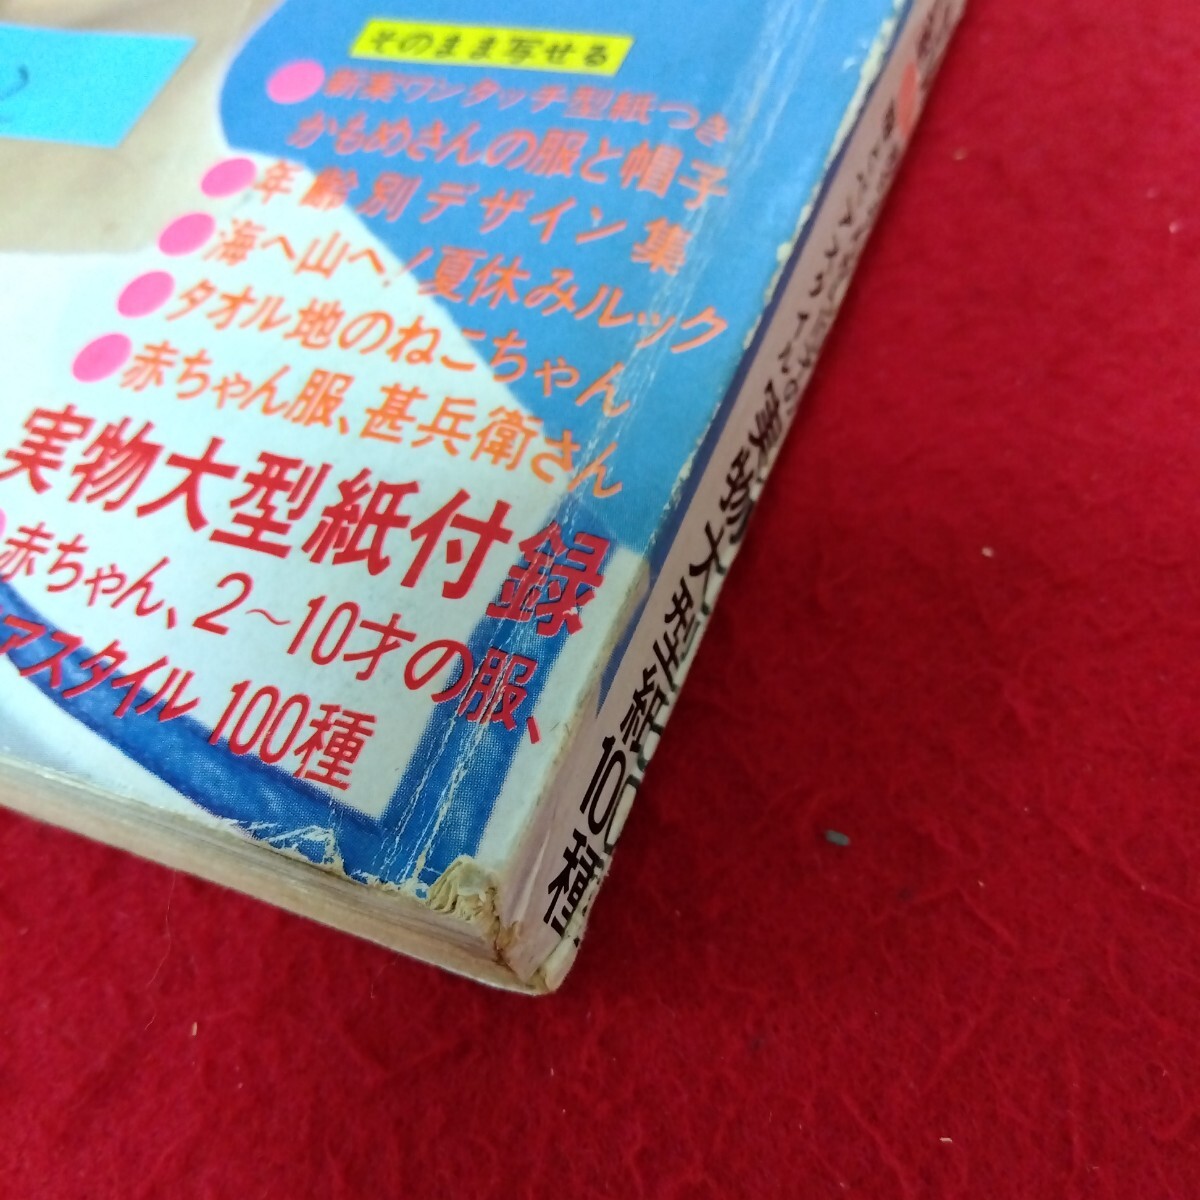 そのまま写せる
●新案ワンタッチ型紙つき
かもめさんの服と帽子
●年齢別デザイン集
●海へ山へ!夏休みルック
●タオル地のねこちゃん
●赤ちゃん服、甚兵衛さん
実物大型紙付録
●赤ちゃん、2〜10才の服、
アスタイル100種
実物大型紙100種
2